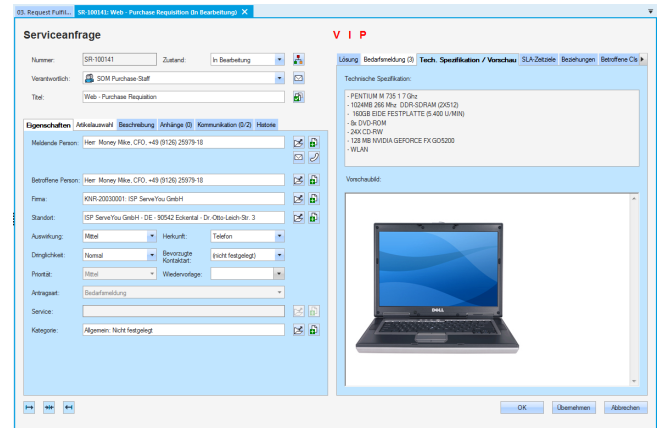 03. Request Fulfil... SR-100141: Web - Purchase Requisition (In Bearbeitung) X
Serviceanfrage
V I P
Nummer: SR-100141 Zustand: In Bearbeitung
Verantwortlich: SDM Purchase-Staff
Titel: Web - Purchase Requisition
Eigenschaften Artikelauswahl Beschreibung Anhänge (0) Kommunikation (0/2) Historie
Meldende Person: Herr Money Mike, CFO, +49 (9126) 25979-18
Betroffene Person: Herr Money Mike, CFO, +49 (9126) 25979-18
Firma: KNR-20030001: ISP ServeYou GmbH
Standort: ISP ServeYou GmbH - DE - 90542 Eckental - Dr.-Otto-Leich-Str. 3
Auswirkung: Mittel Herkunft: Telefon
Dringlichkeit: Normal Bevorzugte Kontaktart: (nicht festgelegt)
Priorität: Mittel Wiedervorlage:
Antragsart: Bedarfsmeldung
Service:
Kategorie: Allgemein: Nicht festgelegt
Lösung Bedarfsmeldung (3) Tech. Spezifikation / Vorschau SLA-Zeitziele Beziehungen Betroffene CIs
Technische Spezifikation:
- PENTIUM M 735 1 7 Ghz
- 1024MB 266 Mhz DDR-SDRAM (2X512)
- 160GB EIDE FESTPLATTE (5.400 U/MIN)
- 8x DVD-ROM
- 24X CD-RW
- 128 MB NVIDIA GEFORCE FX GO5200
- WLAN
Vorschaubild:
DELL
OK Übernehmen Abbrechen